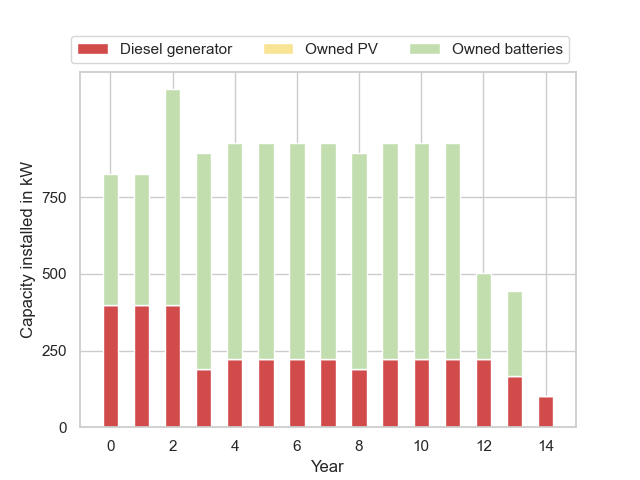 Diesel generator Owned PV Owned batteries
Capacity installed in kW
750
500
250
0
0 2 4 6 8 10 12 14
Year